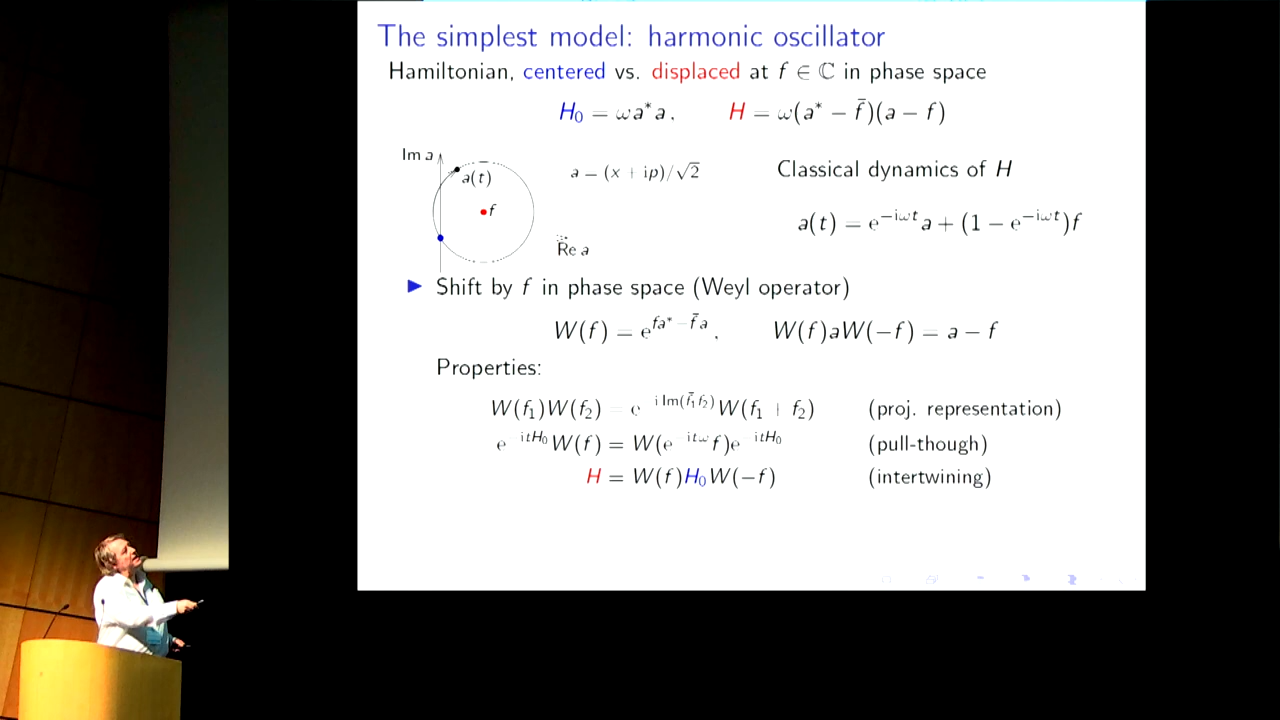 The simplest model: harmonic oscillator
Hamiltonian, centered vs. displaced at f ∈ ℂ in phase space
H₀ = ωa*a, H = ω(a* − f̄)(a − f)
Im a
a(t)
f
Re a
a = (x + ip)/√2
Classical dynamics of H
a(t) = e^{−iωt}a + (1 − e^{−iωt})f
▶ Shift by f in phase space (Weyl operator)
W(f) = e^{fa* − f̄a}, W(f)aW(−f) = a − f
Properties:
W(f₁)W(f₂) = e^{−i Im(f̄₁f₂)}W(f₁ + f₂) (proj. representation)
e^{−itH₀}W(f) = W(e^{−itω}f)e^{−itH₀} (pull-though)
H = W(f)H₀W(−f) (intertwining)